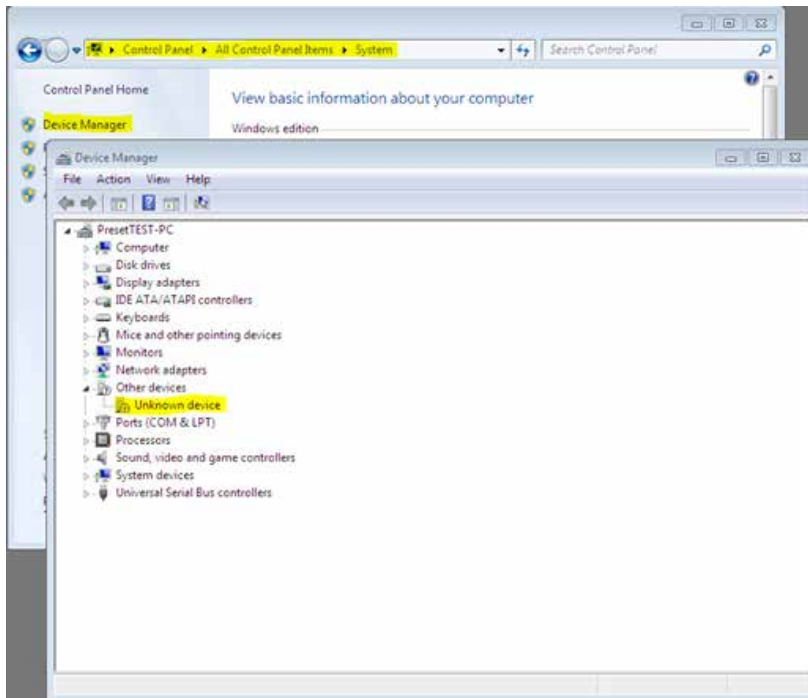 Control Panel ▸ All Control Panel Items ▸ System
Search Control Panel
Control Panel Home
View basic information about your computer
Device Manager
Windows edition
Device Manager
File Action View Help
PresetTEST-PC
Computer
Disk drives
Display adapters
IDE ATA/ATAPI controllers
Keyboards
Mice and other pointing devices
Monitors
Network adapters
Other devices
Unknown device
Ports (COM & LPT)
Processors
Sound, video and game controllers
System devices
Universal Serial Bus controllers